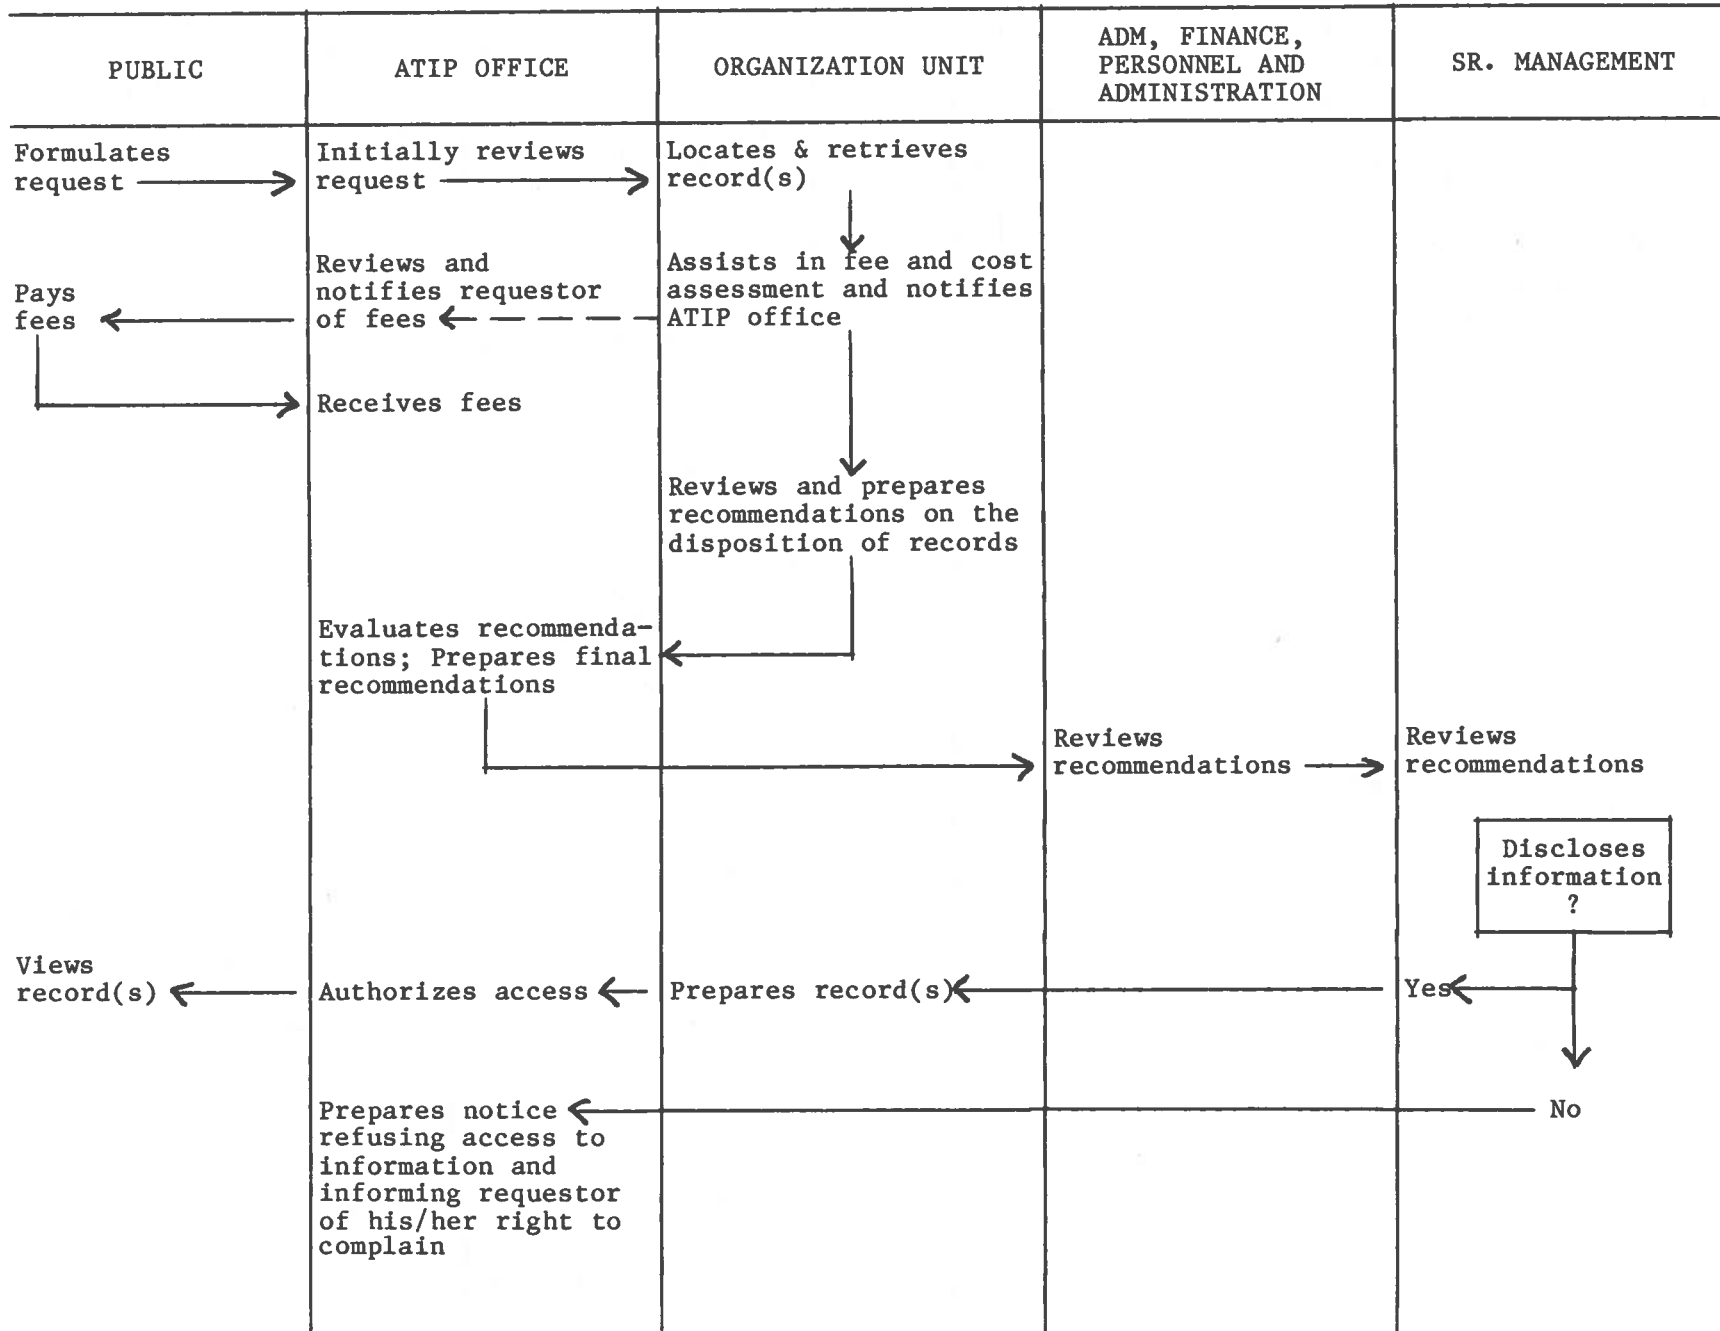 PUBLIC
ATIP OFFICE
ORGANIZATION UNIT
ADM, FINANCE,
PERSONNEL AND
ADMINISTRATION
SR. MANAGEMENT
Formulates
request
Initially reviews
request
Locates & retrieves
record(s)
Assists in fee and cost
assessment and notifies
ATIP office
Reviews and
notifies requestor
of fees
Pays
fees
Receives fees
Reviews and prepares
recommendations on the
disposition of records
Evaluates recommenda-
tions; Prepares final
recommendations
Reviews
recommendations
Reviews
recommendations
Discloses
information
?
Yes
Prepares record(s)
Authorizes access
Views
record(s)
No
Prepares notice
refusing access to
information and
informing requestor
of his/her right to
complain